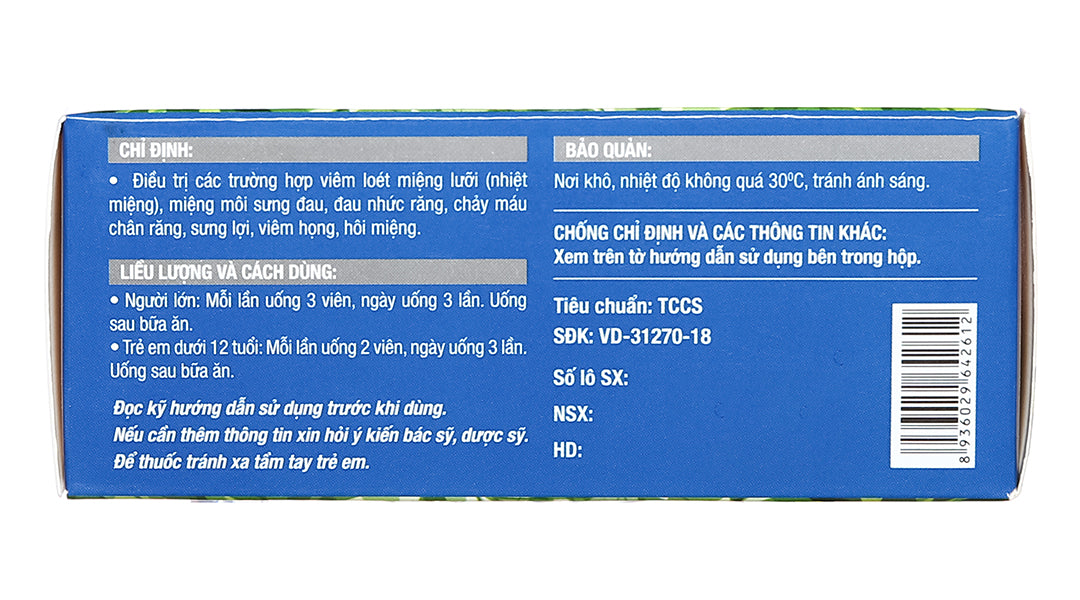 CHỈ ĐỊNH:
• Điều trị các trường hợp viêm loét miệng lưỡi (nhiệt
miệng), miệng môi sưng đau, đau nhức răng, chảy máu
chân răng, sưng lợi, viêm họng, hôi miệng.
LIỀU LƯỢNG VÀ CÁCH DÙNG:
• Người lớn: Mỗi lần uống 3 viên, ngày uống 3 lần. Uống
sau bữa ăn.
• Trẻ em dưới 12 tuổi: Mỗi lần uống 2 viên, ngày uống 3 lần.
Uống sau bữa ăn.
Đọc kỹ hướng dẫn sử dụng trước khi dùng.
Nếu cần thêm thông tin xin hỏi ý kiến bác sỹ, dược sỹ.
Để thuốc tránh xa tầm tay trẻ em.
BẢO QUẢN:
Nơi khô, nhiệt độ không quá 30⁰C, tránh ánh sáng.
CHỐNG CHỈ ĐỊNH VÀ CÁC THÔNG TIN KHÁC:
Xem trên tờ hướng dẫn sử dụng bên trong hộp.
Tiêu chuẩn: TCCS
SĐK: VD-31270-18
Số lô SX:
NSX:
HD:
8 936029 642612